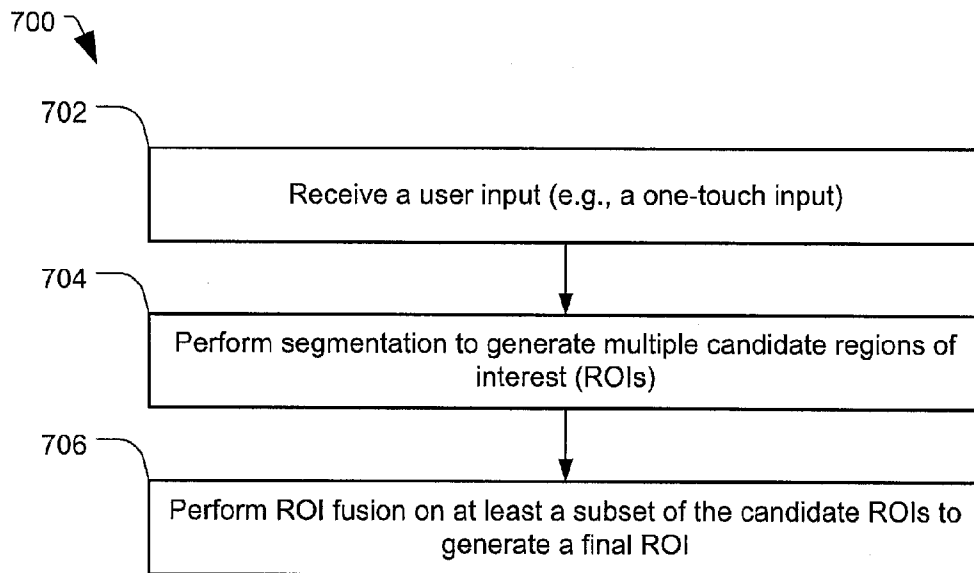 700
702
Receive a user input (e.g., a one-touch input)
704
Perform segmentation to generate multiple candidate regions of
interest (ROIs)
706
Perform ROI fusion on at least a subset of the candidate ROIs to
generate a final ROI